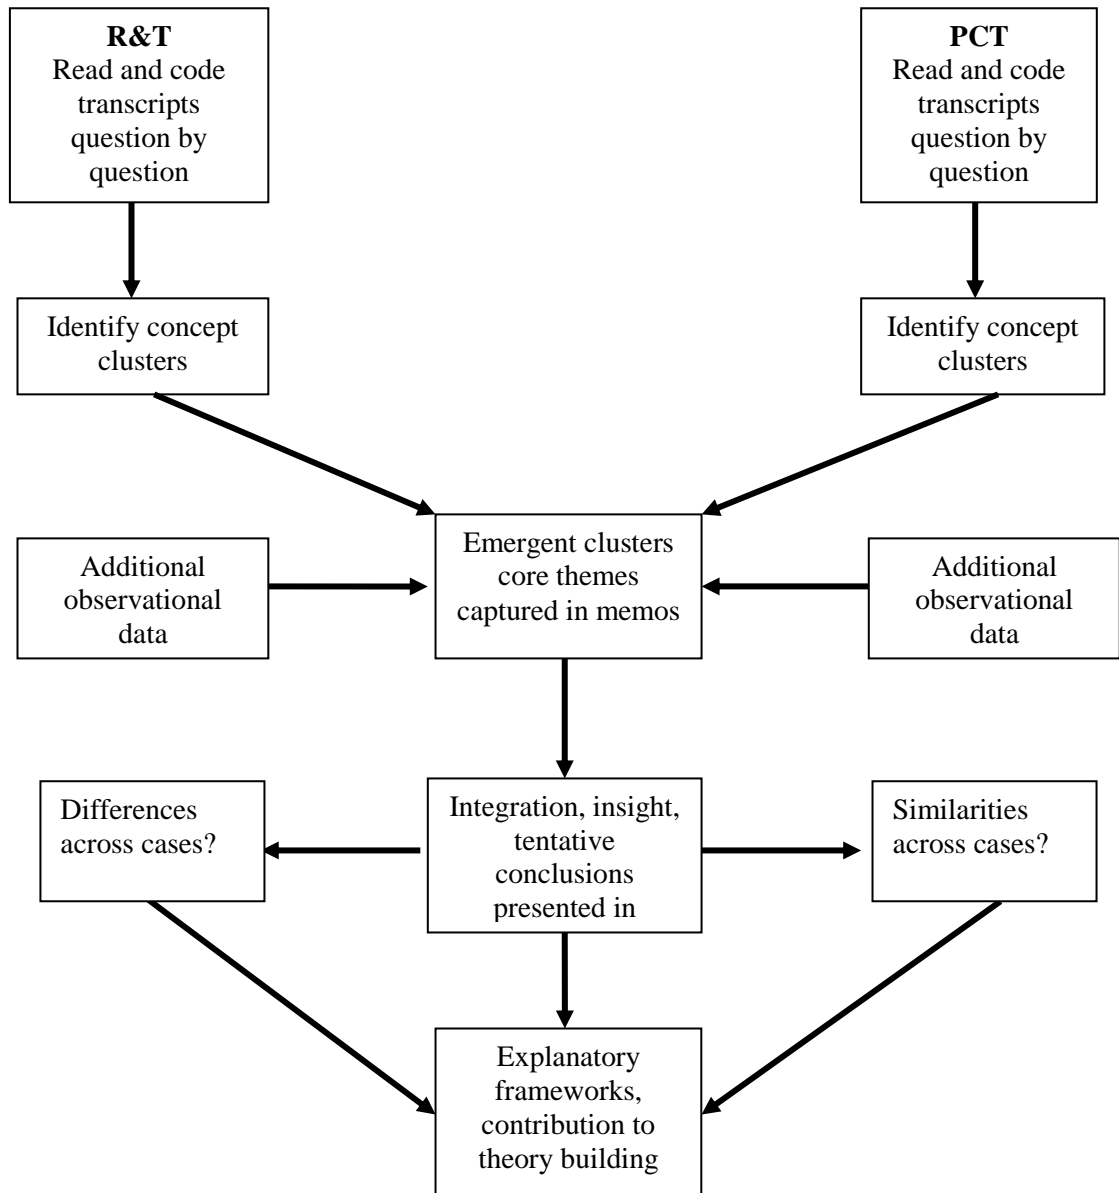 R&T
Read and code
transcripts
question by
question
PCT
Read and code
transcripts
question by
question
Identify concept
clusters
Identify concept
clusters
Emergent clusters
core themes
captured in memos
Additional
observational
data
Additional
observational
data
Differences
across cases?
Integration, insight,
tentative
conclusions
presented in
Similarities
across cases?
Explanatory
frameworks,
contribution to
theory building